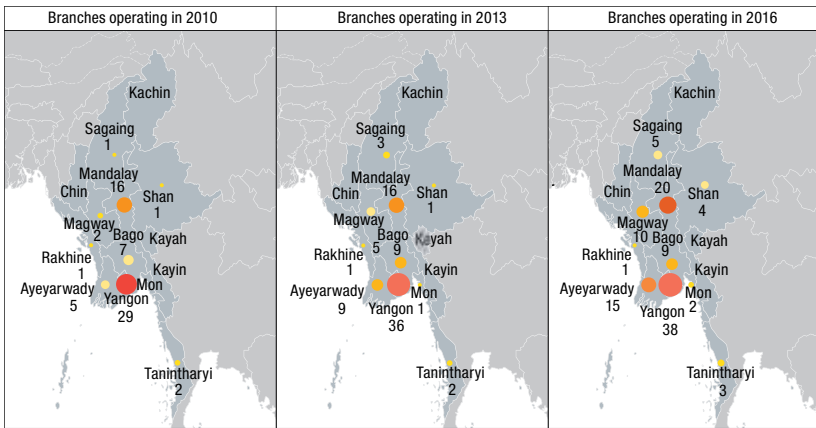 Branches operating in 2010
Kachin
Sagaing
1
Mandalay
16
Chin
Shan
1
Magway
2
Bago
7
Kayah
Rakhine
1
Kayin
Ayeyarwady
5
Mon
Yangon
29
Tanintharyi
2
Branches operating in 2013
Kachin
Sagaing
3
Mandalay
16
Chin
Shan
1
Magway
5
Bago
9
Kayah
Rakhine
1
Kayin
Ayeyarwady
9
Mon
1
Yangon
36
Tanintharyi
2
Branches operating in 2016
Kachin
Sagaing
5
Mandalay
20
Chin
Shan
4
Magway
10
Bago
9
Kayah
Rakhine
1
Kayin
Ayeyarwady
15
Mon
2
Yangon
38
Tanintharyi
3